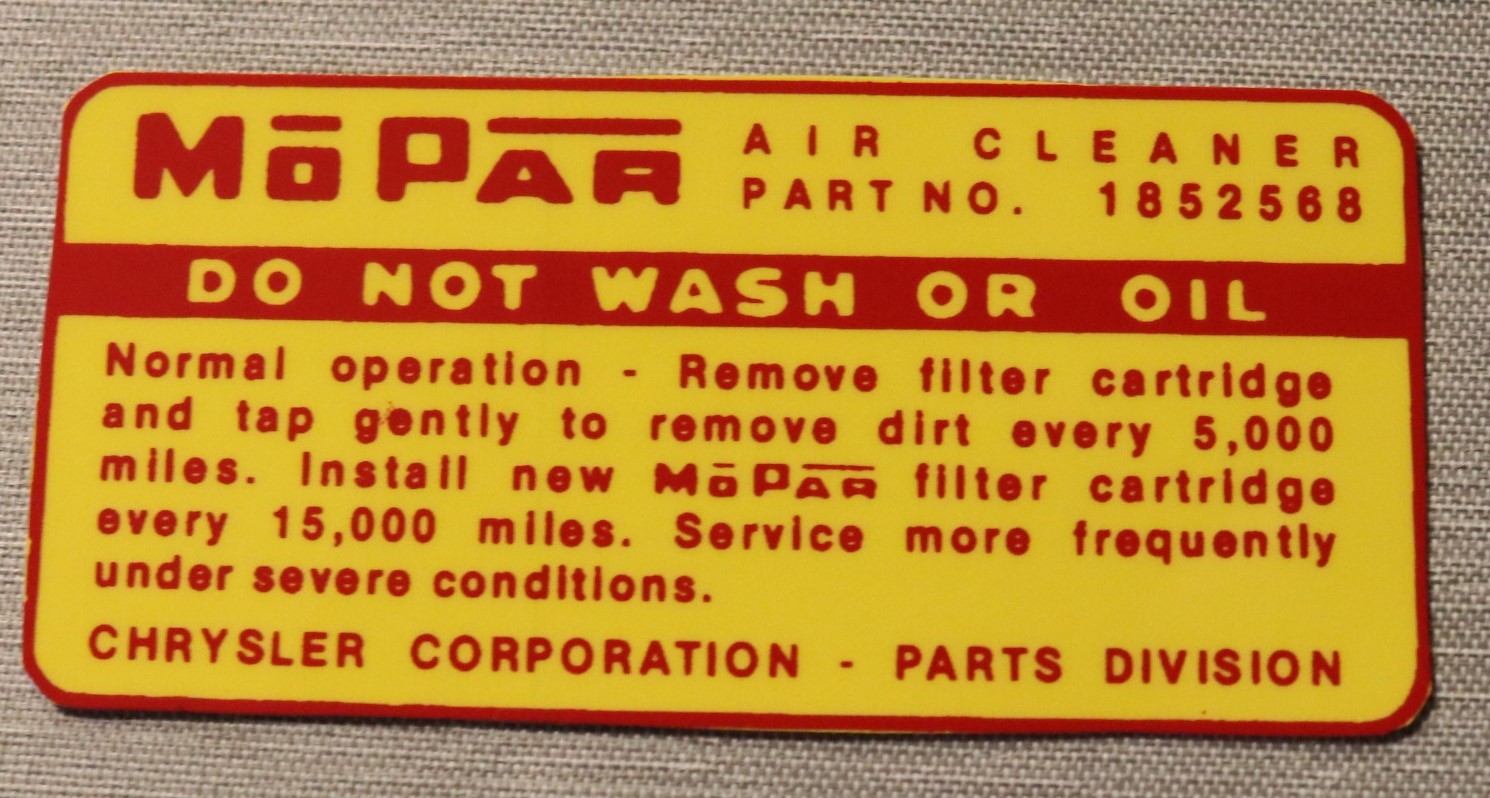 MōPAR AIR CLEANER
PART NO. 1852568
DO NOT WASH OR OIL
Normal operation - Remove filter cartridge
and tap gently to remove dirt every 5,000
miles. Install new MōPAR filter cartridge
every 15,000 miles. Service more frequently
under severe conditions.
CHRYSLER CORPORATION - PARTS DIVISION